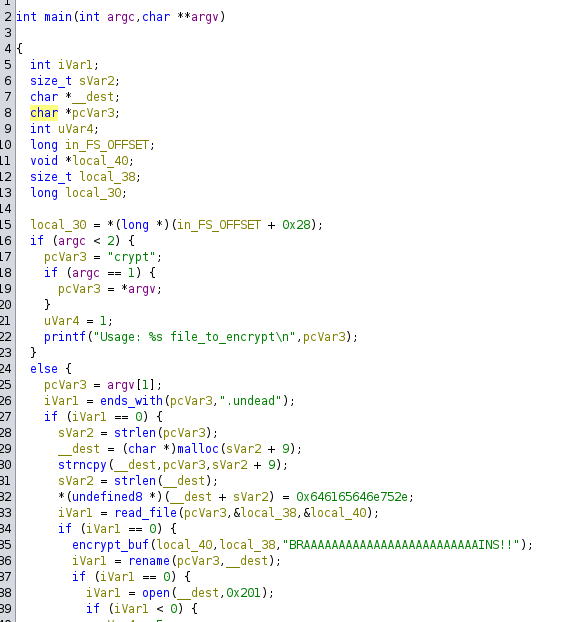 1
2 int main(int argc,char **argv)
3
4 {
5 int iVar1;
6 size_t sVar2;
7 char *__dest;
8 char *pcVar3;
9 int uVar4;
10 long in_FS_OFFSET;
11 void *local_40;
12 size_t local_38;
13 long local_30;
14
15 local_30 = *(long *)(in_FS_OFFSET + 0x28);
16 if (argc < 2) {
17 pcVar3 = "crypt";
18 if (argc == 1) {
19 pcVar3 = *argv;
20 }
21 uVar4 = 1;
22 printf("Usage: %s file_to_encrypt\n",pcVar3);
23 }
24 else {
25 pcVar3 = argv[1];
26 iVar1 = ends_with(pcVar3,".undead");
27 if (iVar1 == 0) {
28 sVar2 = strlen(pcVar3);
29 __dest = (char *)malloc(sVar2 + 9);
30 strncpy(__dest,pcVar3,sVar2 + 9);
31 sVar2 = strlen(__dest);
32 *(undefined8 *)(__dest + sVar2) = 0x646165646e752e;
33 iVar1 = read_file(pcVar3,&local_38,&local_40);
34 if (iVar1 == 0) {
35 encrypt_buf(local_40,local_38,"BRAAAAAAAAAAAAAAAAAAAAAAAAAINS!!");
36 iVar1 = rename(pcVar3,__dest);
37 if (iVar1 == 0) {
38 iVar1 = open(__dest,0x201);
39 if (iVar1 < 0) {